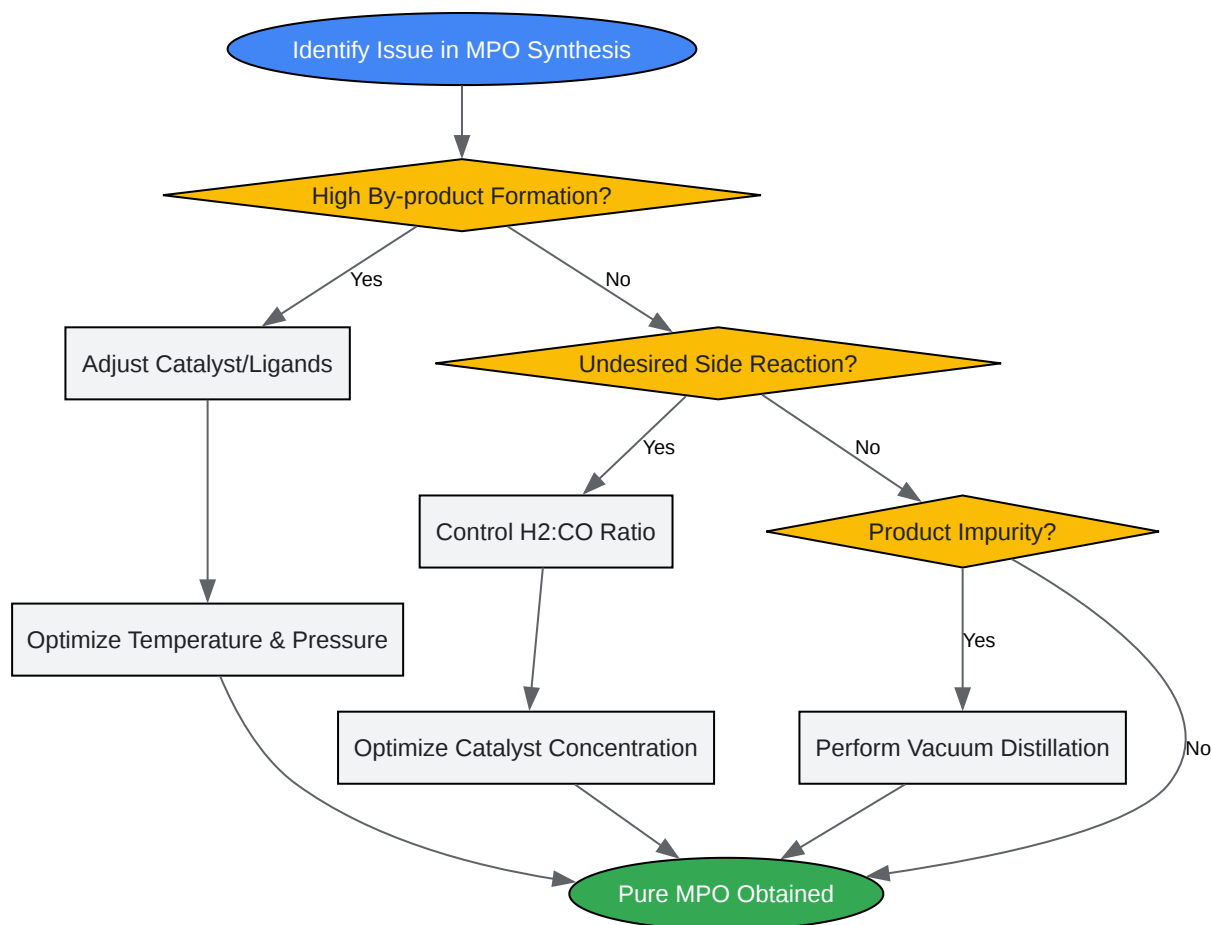 Identify Issue in MPO Synthesis
High By-product Formation?
Yes
No
Adjust Catalyst/Ligands
Undesired Side Reaction?
Yes
No
Control H2:CO Ratio
Product Impurity?
Optimize Temperature & Pressure
Yes
Optimize Catalyst Concentration
Perform Vacuum Distillation
No
Pure MPO Obtained